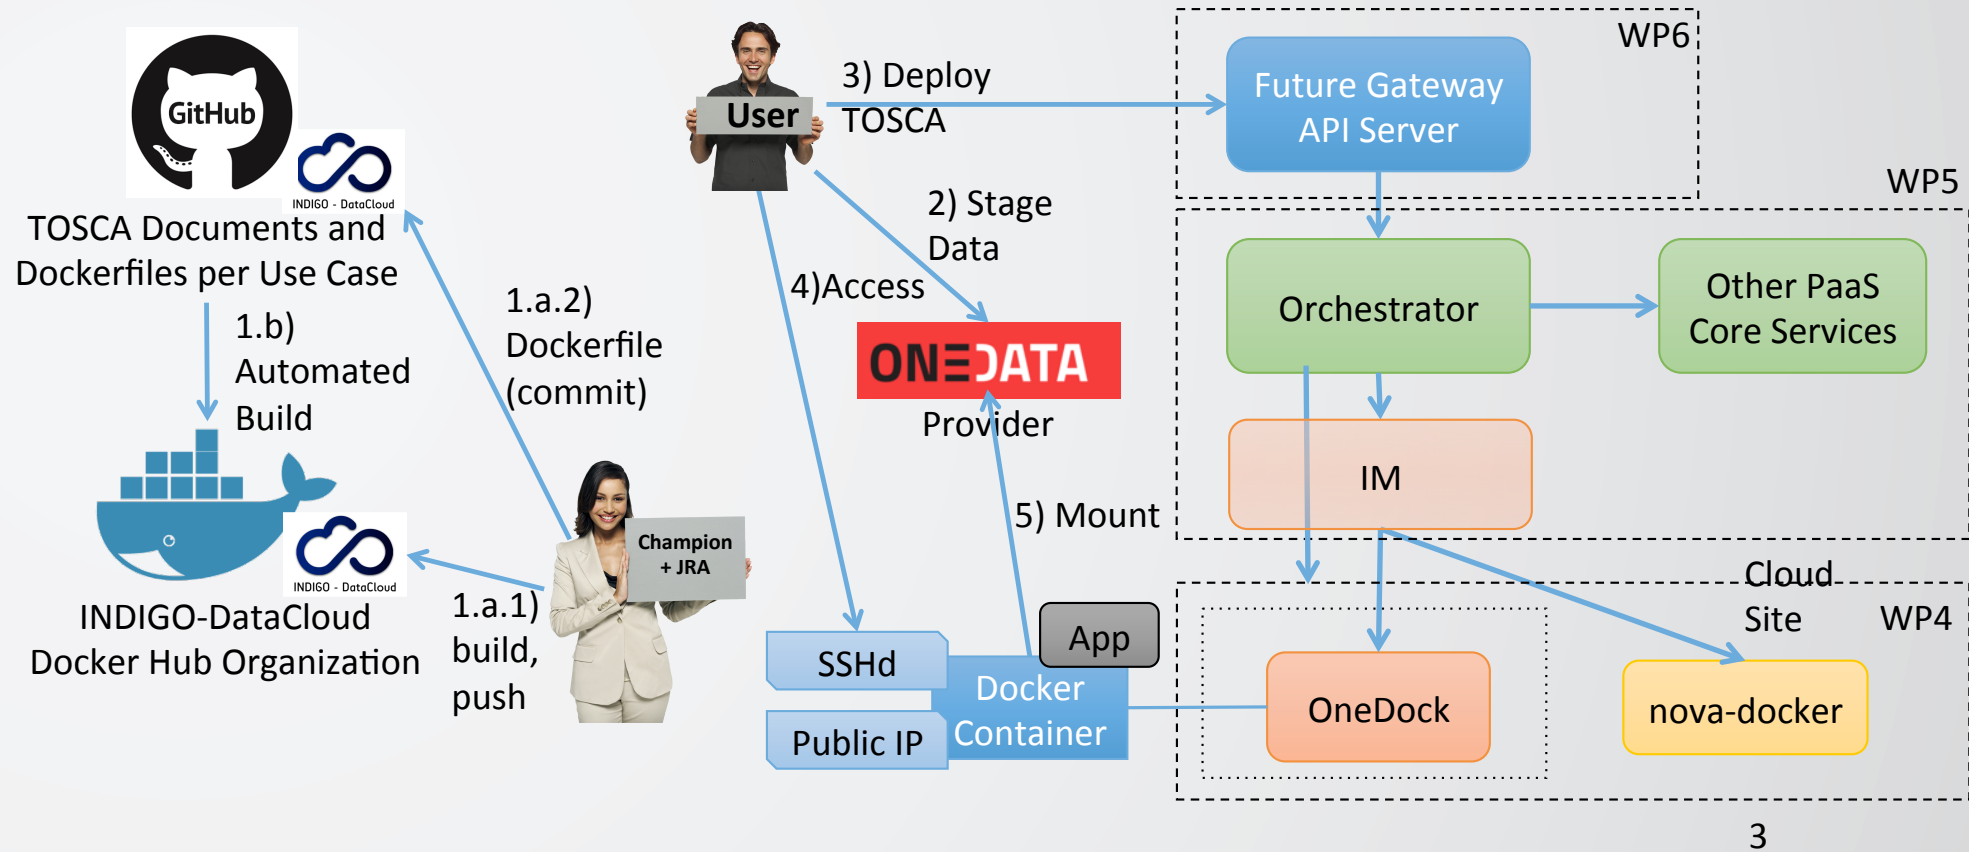 GitHub
INDIGO - DataCloud
TOSCA Documents and
Dockerfiles per Use Case
1.b)
Automated
Build
INDIGO - DataCloud
INDIGO-DataCloud
Docker Hub Organization
1.a.2)
Dockerfile
(commit)
1.a.1)
build,
push
Champion
+ JRA
User
3) Deploy
TOSCA
2) Stage
Data
4)Access
ONEDATA
Provider
5) Mount
SSHd
Public IP
App
Docker
Container
WP6
Future Gateway
API Server
WP5
Orchestrator
Other PaaS
Core Services
IM
Cloud
Site
WP4
OneDock
nova-docker
3